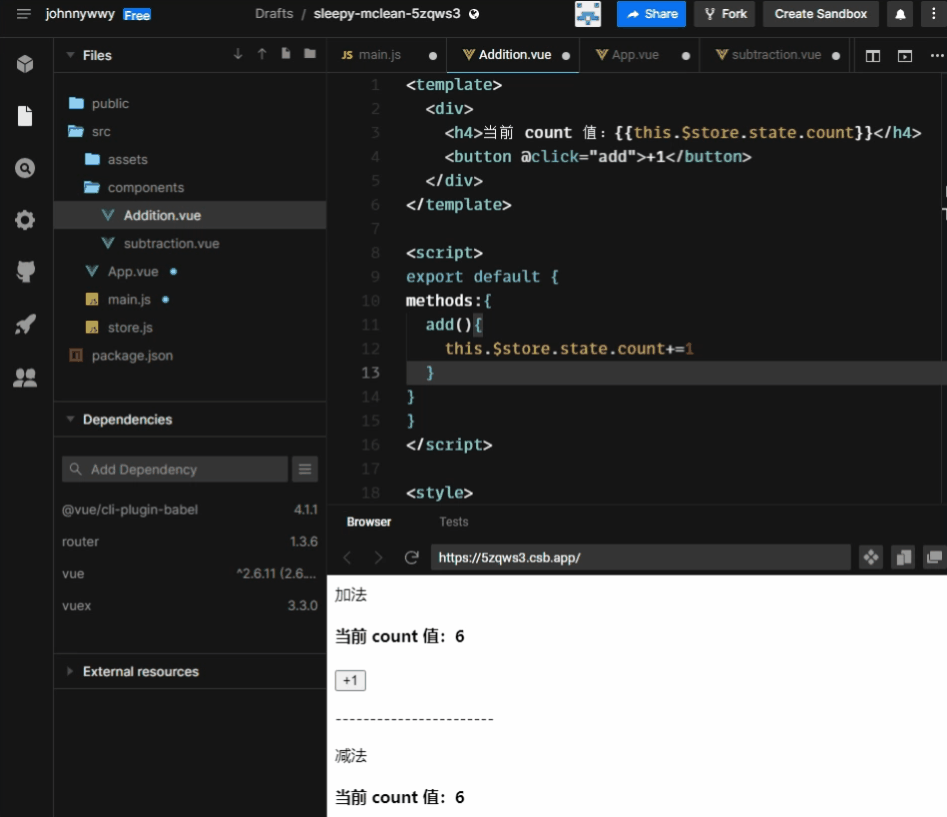 johnnywwy Free
Drafts / sleepy-mclean-5zqws3
Share
Fork
Create Sandbox
Files
public
src
assets
components
Addition.vue
subtraction.vue
App.vue
main.js
store.js
package.json
Dependencies
Add Dependency
@vue/cli-plugin-babel 4.1.1
router 1.3.6
vue ^2.6.11 (2.6....
vuex 3.3.0
External resources
JS main.js
Addition.vue
App.vue
subtraction.vue
1 <template>
2 <div>
3 <h4>当前 count 值：{{this.$store.state.count}}</h4>
4 <button @click="add">+1</button>
5 </div>
6 </template>
7
8 <script>
9 export default {
10 methods:{
11 add(){
12 this.$store.state.count+=1
13 }
14 }
15 }
16 </script>
17
18 <style>
Browser
Tests
https://5zqws3.csb.app/
加法
当前 count 值：6
+1
-----------------------
减法
当前 count 值：6